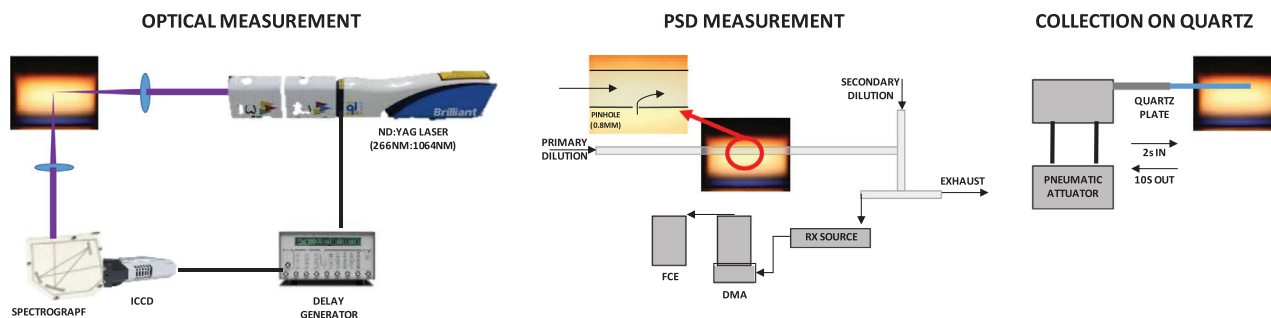 OPTICAL MEASUREMENT
Brilliant
ND:YAG LASER
(266NM:1064NM)
SPECTROGRAPF
ICCD
DELAY
GENERATOR
PSD MEASUREMENT
PINHOLE
(0.8MM)
PRIMARY
DILUTION
SECONDARY
DILUTION
EXHAUST
RX SOURCE
FCE
DMA
COLLECTION ON QUARTZ
QUARTZ
PLATE
2s IN
10S OUT
PNEUMATIC
ATTUATOR